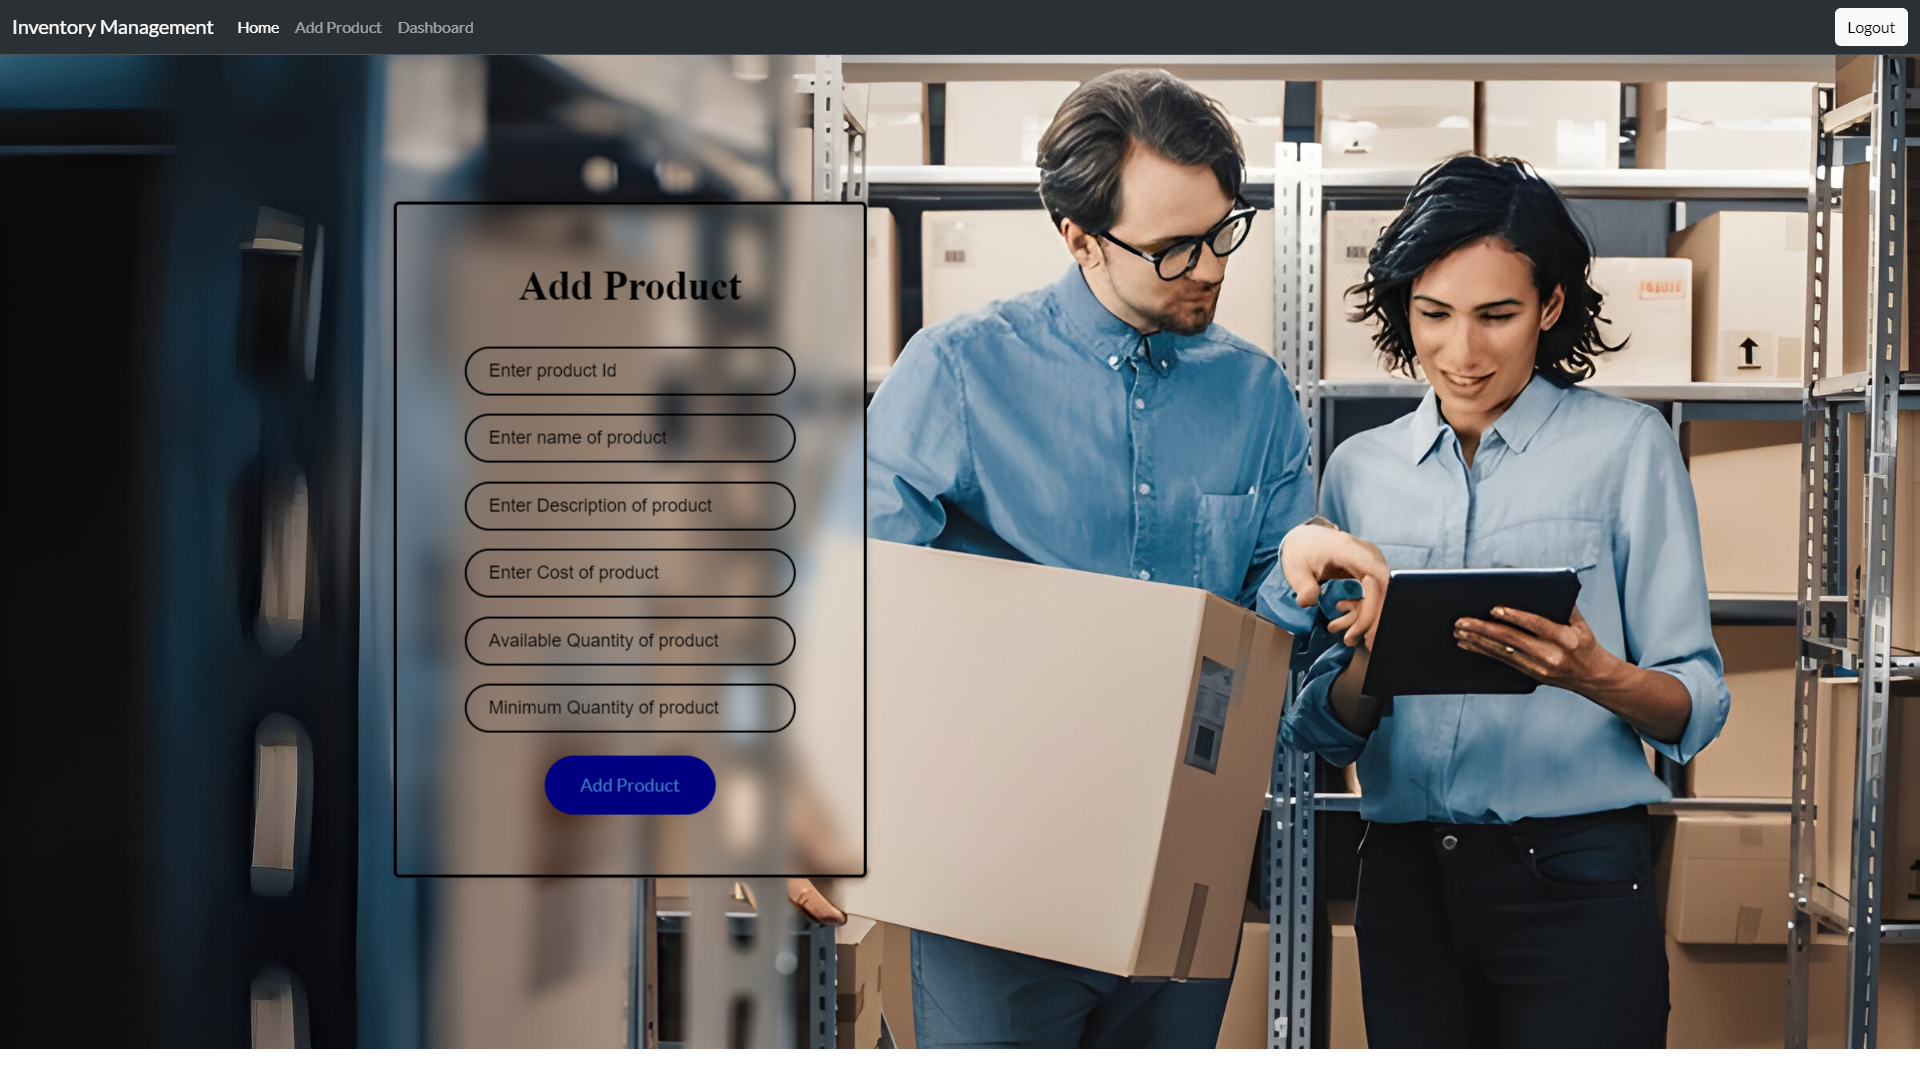 Inventory Management Home Add Product Dashboard Logout
Add Product
Enter product Id
Enter name of product
Enter Description of product
Enter Cost of product
Available Quantity of product
Minimum Quantity of product
Add Product